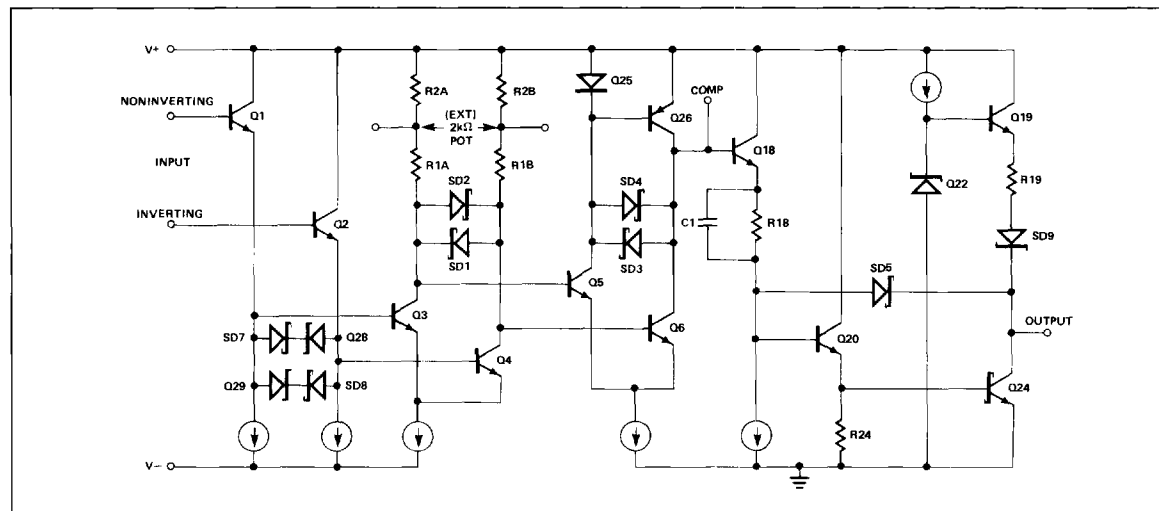 V+
NONINVERTING
INPUT
INVERTING
V−
Q1
Q2
SD7
Q28
Q29
SD8
R2A
R2B
(EXT)
2kΩ
POT
R1A
R1B
SD2
SD1
Q3
Q4
Q25
Q26
COMP
SD4
SD3
Q5
Q6
Q18
C1
R18
SD5
Q20
R24
Q22
Q19
R19
SD9
OUTPUT
Q24